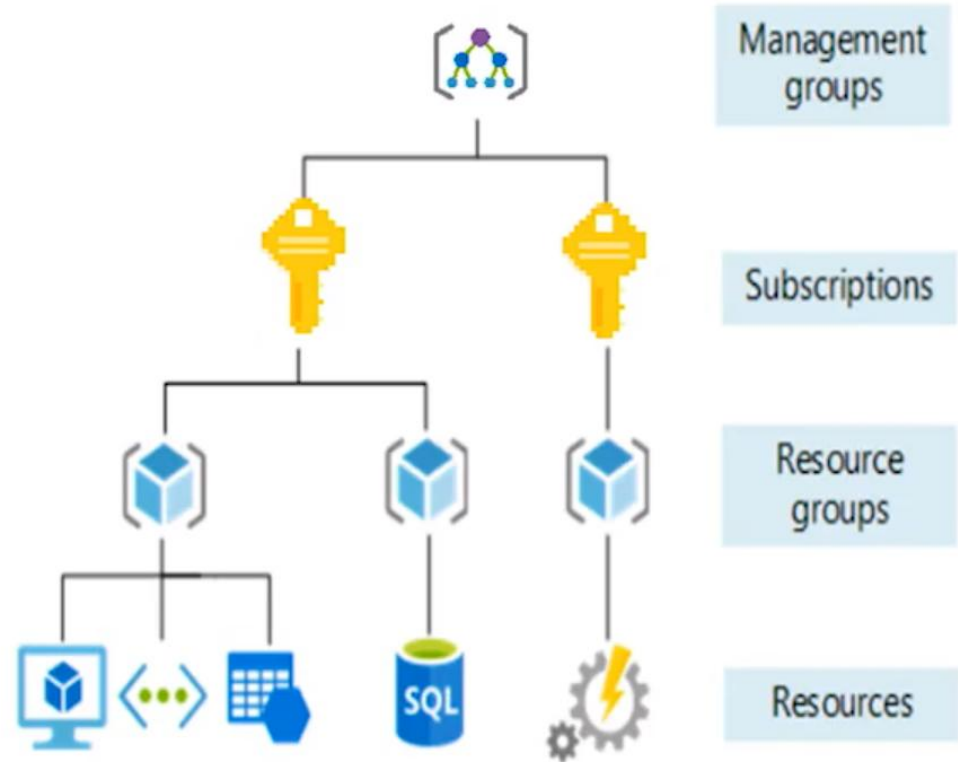 Management
groups
Subscriptions
Resource
groups
SQL
Resources